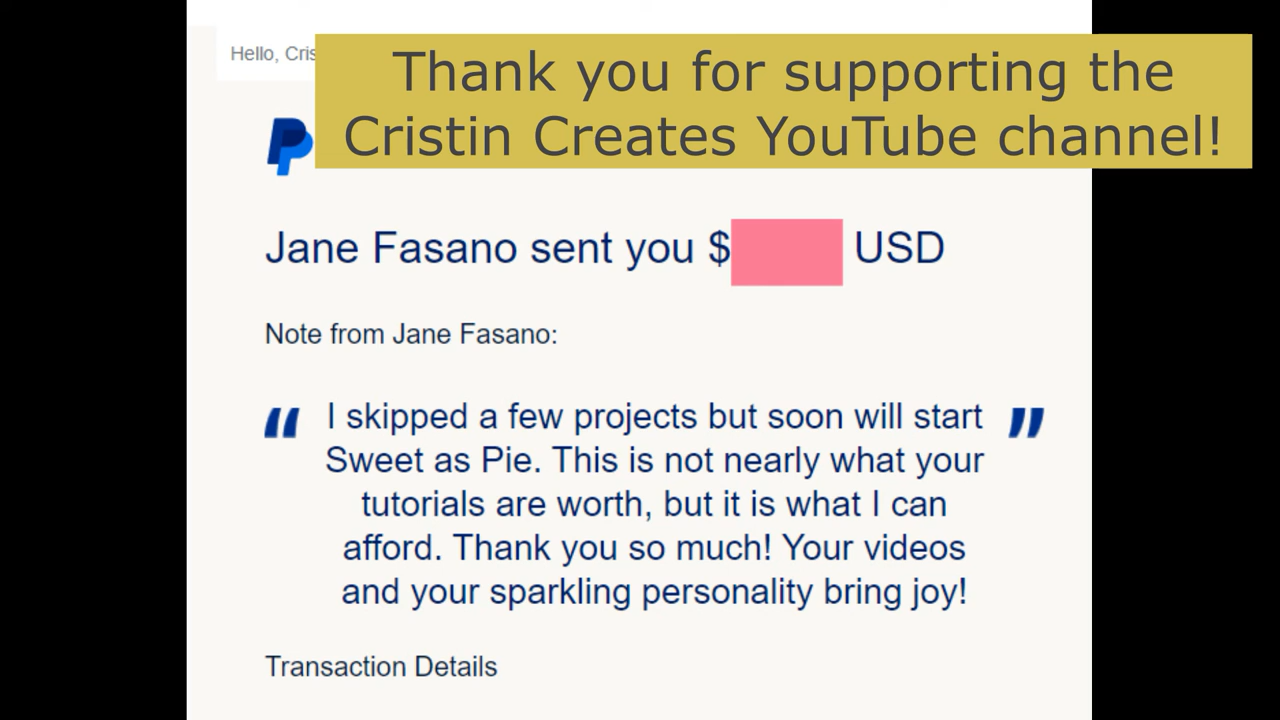 Hello, Cris
Thank you for supporting the
Cristin Creates YouTube channel!
Jane Fasano sent you $ USD
Note from Jane Fasano:
“ I skipped a few projects but soon will start ”
Sweet as Pie. This is not nearly what your
tutorials are worth, but it is what I can
afford. Thank you so much! Your videos
and your sparkling personality bring joy!
Transaction Details